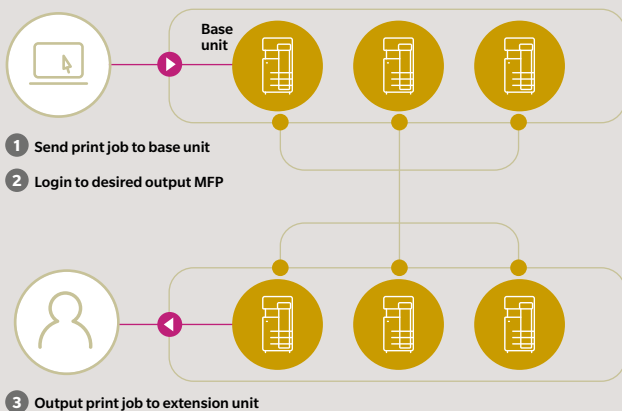 Base
unit
1 Send print job to base unit
2 Login to desired output MFP
3 Output print job to extension unit